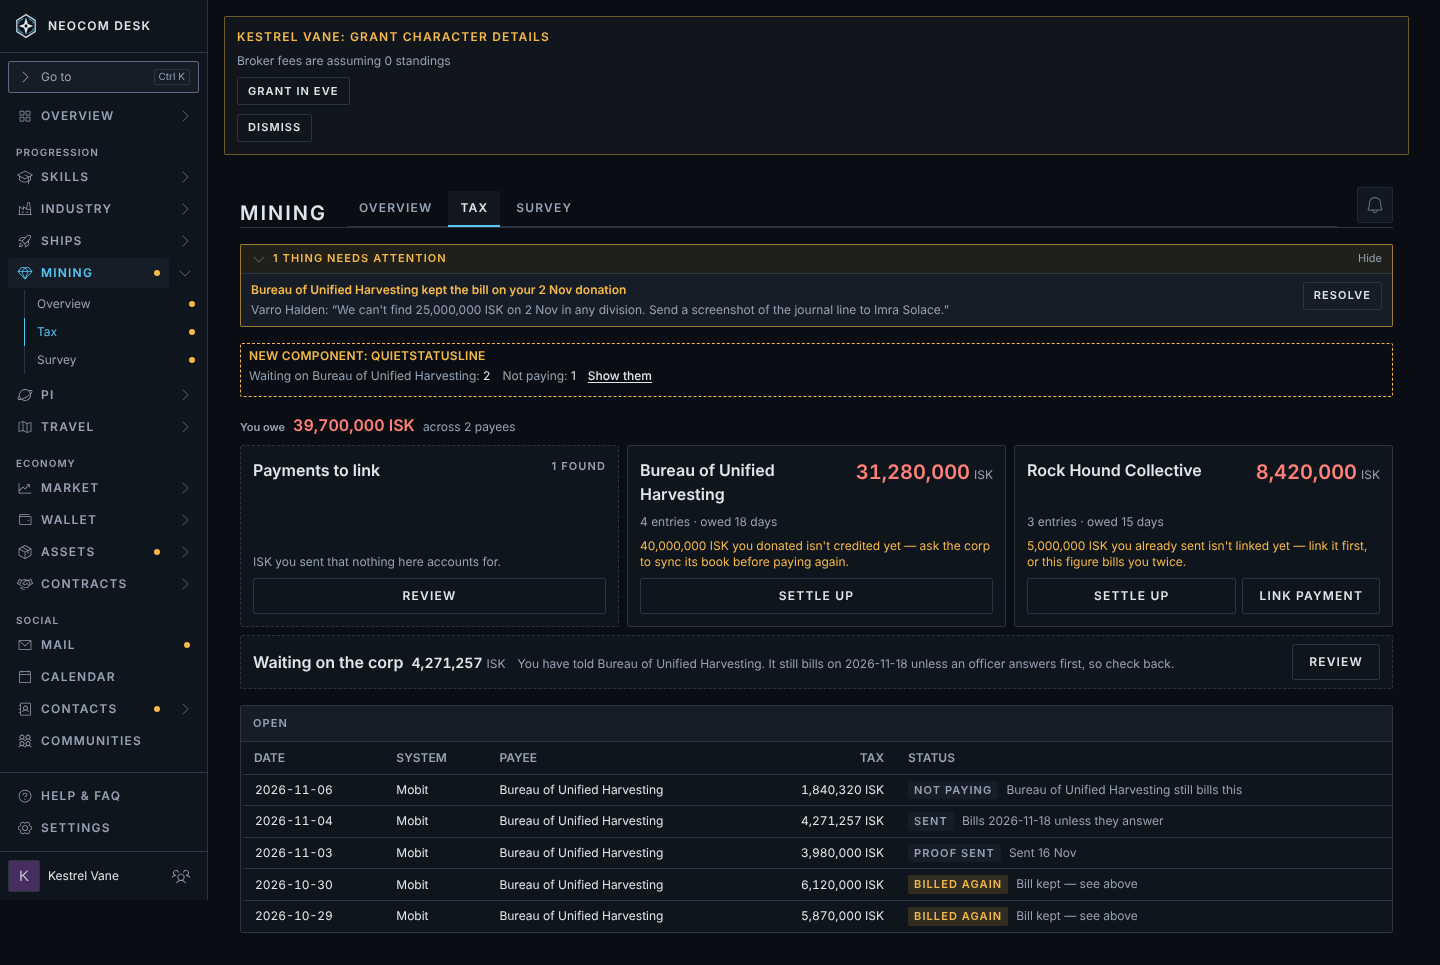 NEOCOM DESK
Go to Ctrl K
OVERVIEW
PROGRESSION
SKILLS
INDUSTRY
SHIPS
MINING
Overview
Tax
Survey
PI
TRAVEL
ECONOMY
MARKET
WALLET
ASSETS
CONTRACTS
SOCIAL
MAIL
CALENDAR
CONTACTS
COMMUNITIES
HELP & FAQ
SETTINGS
K Kestrel Vane
KESTREL VANE: GRANT CHARACTER DETAILS
Broker fees are assuming 0 standings
GRANT IN EVE
DISMISS
MINING OVERVIEW TAX SURVEY
1 THING NEEDS ATTENTION Hide
Bureau of Unified Harvesting kept the bill on your 2 Nov donation
Varro Halden: “We can't find 25,000,000 ISK on 2 Nov in any division. Send a screenshot of the journal line to Imra Solace.”
RESOLVE
NEW COMPONENT: QUIETSTATUSLINE
Waiting on Bureau of Unified Harvesting: 2 Not paying: 1 Show them
You owe 39,700,000 ISK across 2 payees
Payments to link 1 FOUND
ISK you sent that nothing here accounts for.
REVIEW
Bureau of Unified
Harvesting
31,280,000 ISK
4 entries · owed 18 days
40,000,000 ISK you donated isn't credited yet — ask the corp
to sync its book before paying again.
SETTLE UP
Rock Hound Collective 8,420,000 ISK
3 entries · owed 15 days
5,000,000 ISK you already sent isn't linked yet — link it first,
or this figure bills you twice.
SETTLE UP LINK PAYMENT
Waiting on the corp 4,271,257 ISK You have told Bureau of Unified Harvesting. It still bills on 2026-11-18 unless an officer answers first, so check back. REVIEW
OPEN
DATE SYSTEM PAYEE TAX STATUS
2026-11-06 Mobit Bureau of Unified Harvesting 1,840,320 ISK NOT PAYING Bureau of Unified Harvesting still bills this
2026-11-04 Mobit Bureau of Unified Harvesting 4,271,257 ISK SENT Bills 2026-11-18 unless they answer
2026-11-03 Mobit Bureau of Unified Harvesting 3,980,000 ISK PROOF SENT Sent 16 Nov
2026-10-30 Mobit Bureau of Unified Harvesting 6,120,000 ISK BILLED AGAIN Bill kept — see above
2026-10-29 Mobit Bureau of Unified Harvesting 5,870,000 ISK BILLED AGAIN Bill kept — see above